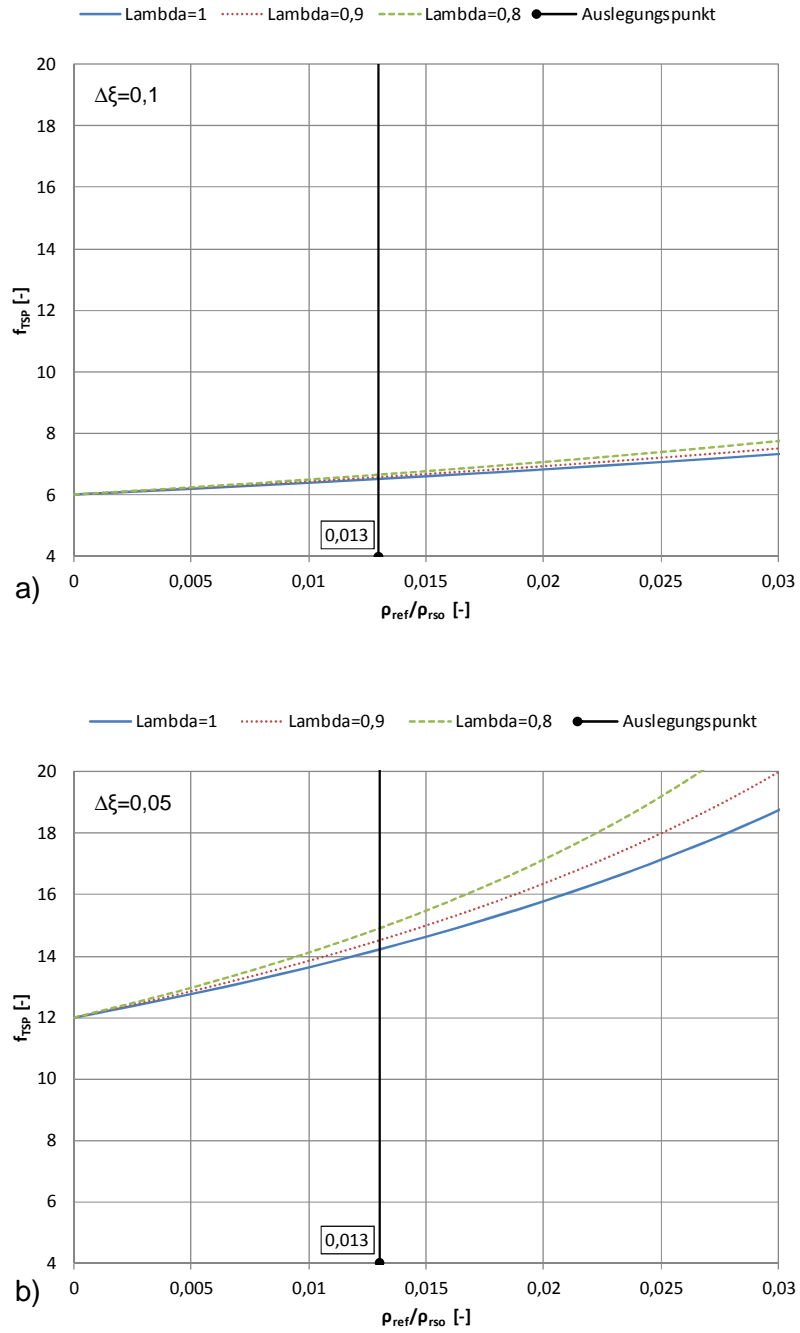 Lambda=1 Lambda=0,9 Lambda=0,8 Auslegungspunkt
20
Δξ=0,1
18
16
14
12
f_TSP [-]
10
8
6
0,013
4
a)
0 0,005 0,01 0,015 0,02 0,025 0,03
ρ_ref/ρ_rso [-]
Lambda=1 Lambda=0,9 Lambda=0,8 Auslegungspunkt
20
Δξ=0,05
18
16
14
12
f_TSP [-]
10
8
6
0,013
4
b)
0 0,005 0,01 0,015 0,02 0,025 0,03
ρ_ref/ρ_rso [-]